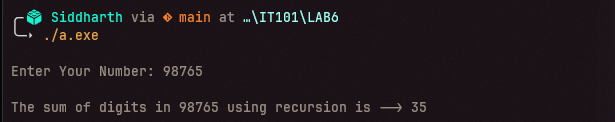 Siddharth via main at …\IT101\LAB6
./a.exe
Enter Your Number: 98765
The sum of digits in 98765 using recursion is --> 35